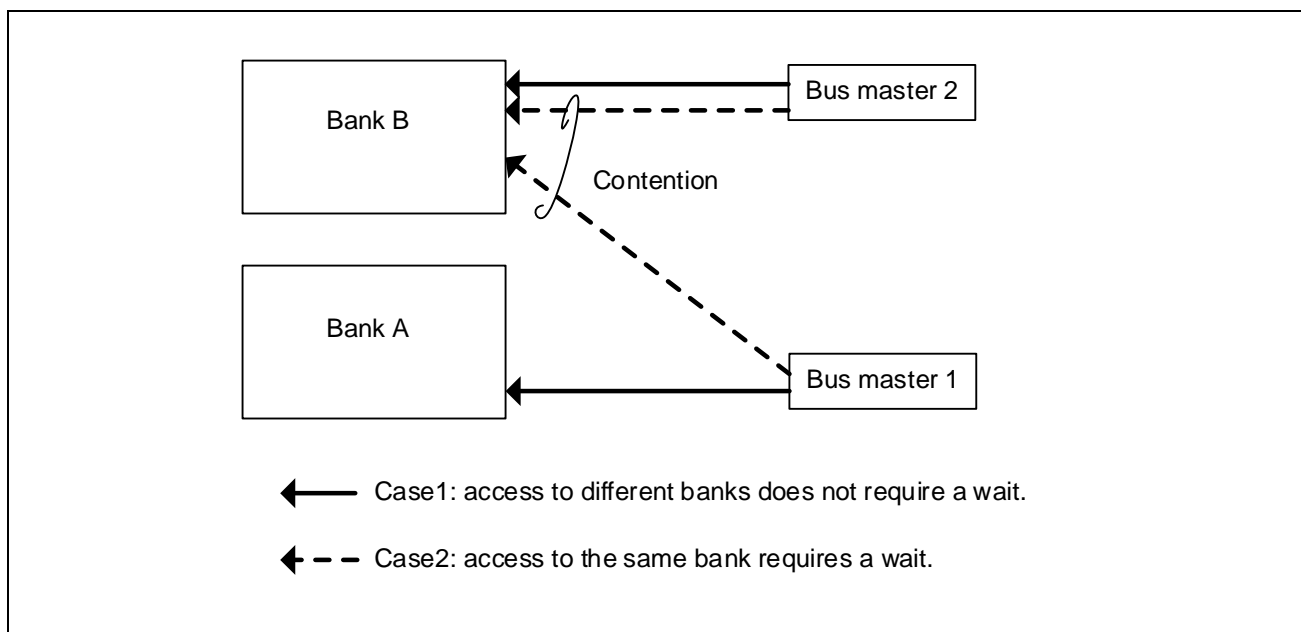 Bank B
Bus master 2
Contention
Bank A
Bus master 1
Case1: access to different banks does not require a wait.
Case2: access to the same bank requires a wait.